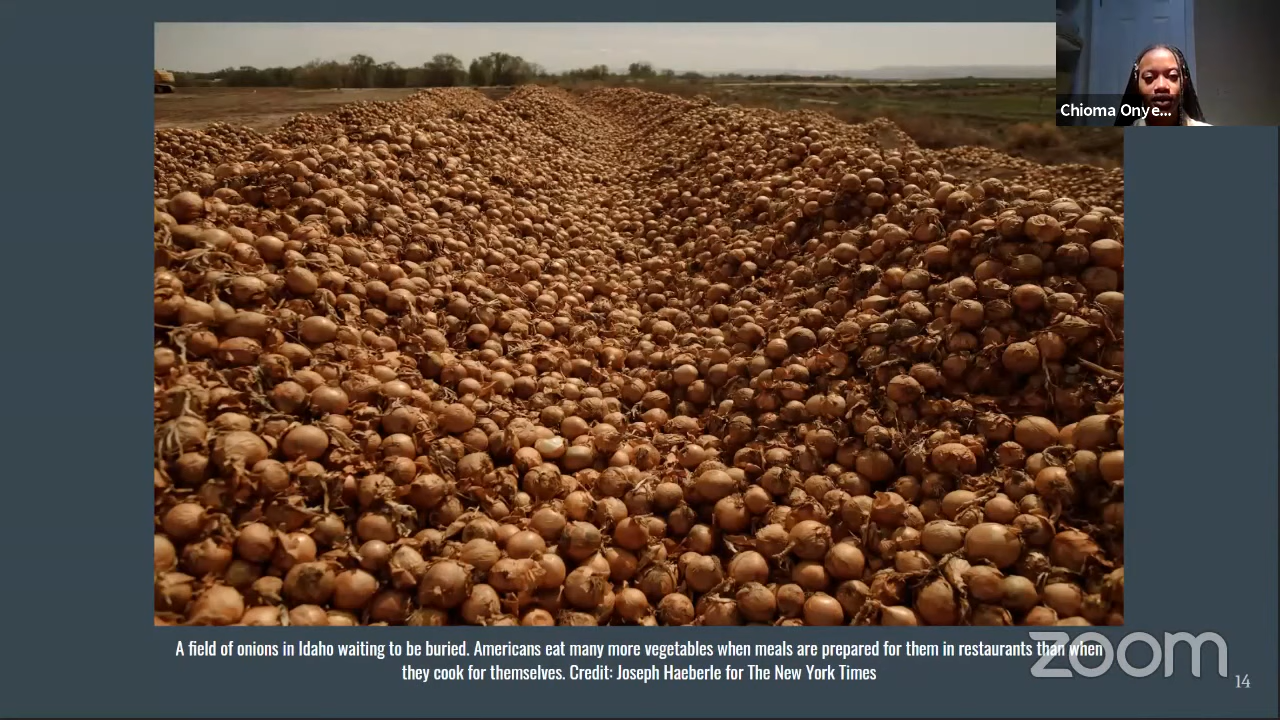 Chioma Onye...
A field of onions in Idaho waiting to be buried. Americans eat many more vegetables when meals are prepared for them in restaurants than when
they cook for themselves. Credit: Joseph Haeberle for The New York Times
zoom
14